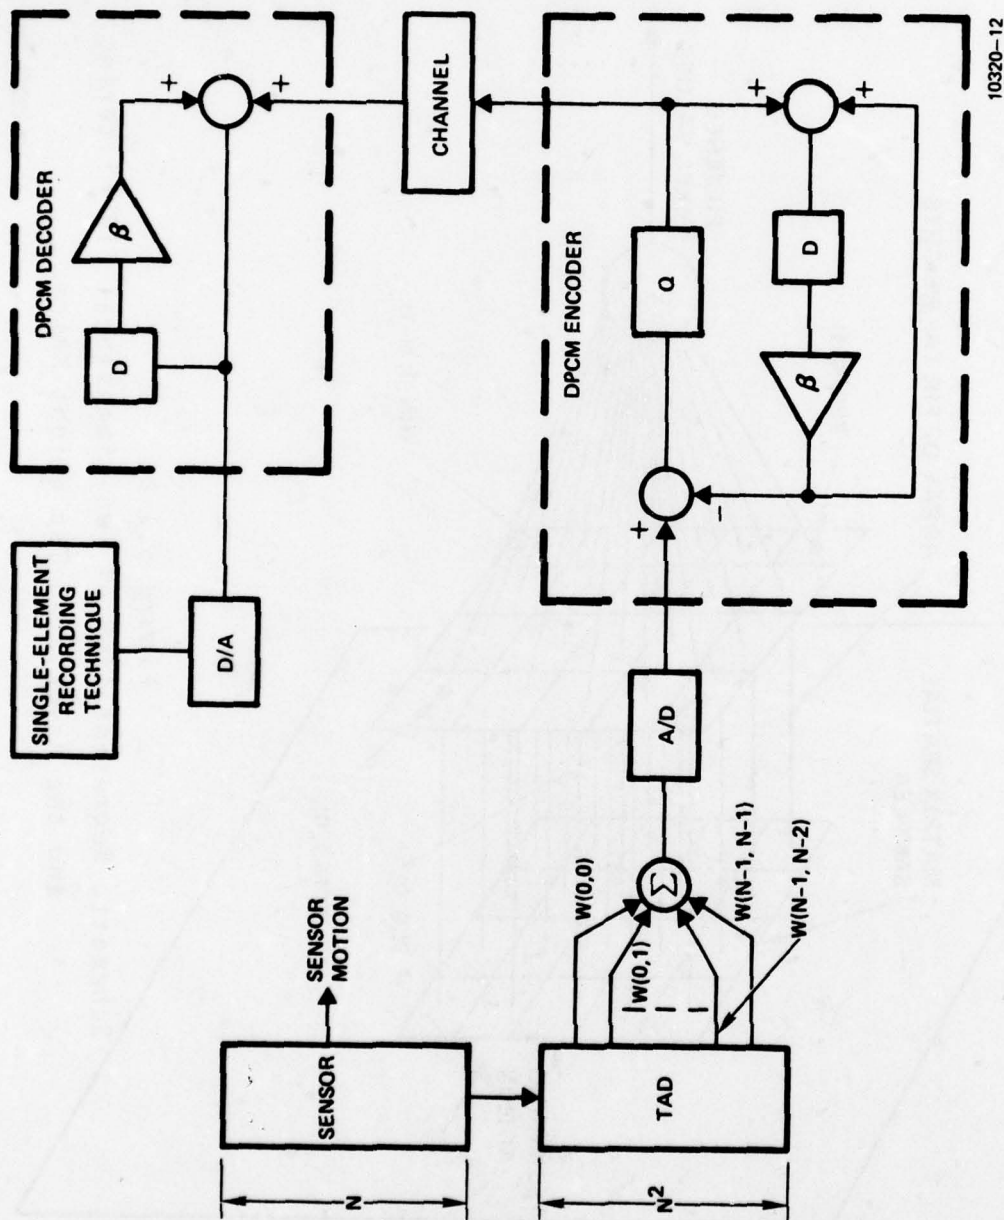 SENSOR
N
SENSOR
MOTION
TAD
N²
W(0,0)
W(0,1)
W(N-1, N-1)
W(N-1, N-2)
Σ
A/D
DPCM ENCODER
+
-
Q
β
D
+
+
CHANNEL
DPCM DECODER
D
β
+
+
D/A
SINGLE-ELEMENT
RECORDING
TECHNIQUE
10320-12